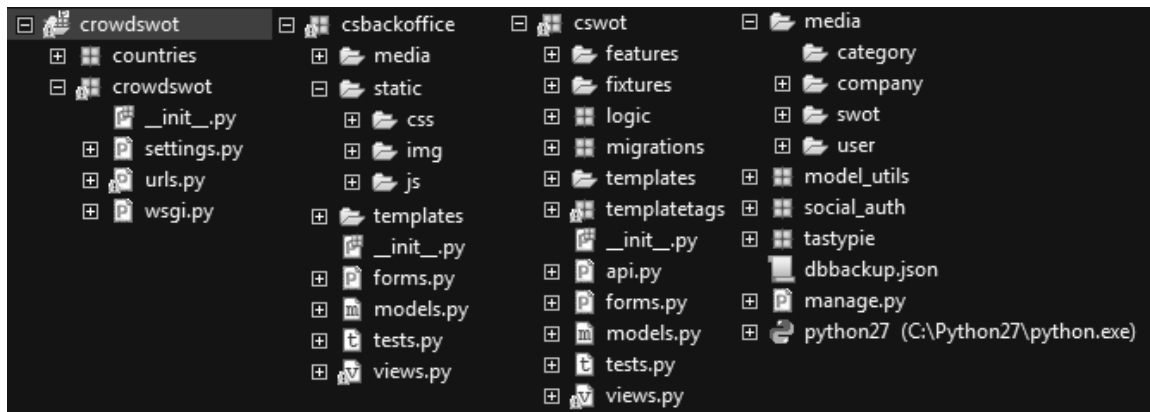 crowdswot
countries
crowdswot
__init__.py
settings.py
urls.py
wsgi.py
csbackoffice
media
static
css
img
js
templates
__init__.py
forms.py
models.py
tests.py
views.py
cswot
features
fixtures
logic
migrations
templates
templatetags
__init__.py
api.py
forms.py
models.py
tests.py
views.py
media
category
company
swot
user
model_utils
social_auth
tastypie
dbbackup.json
manage.py
python27 (C:\Python27\python.exe)